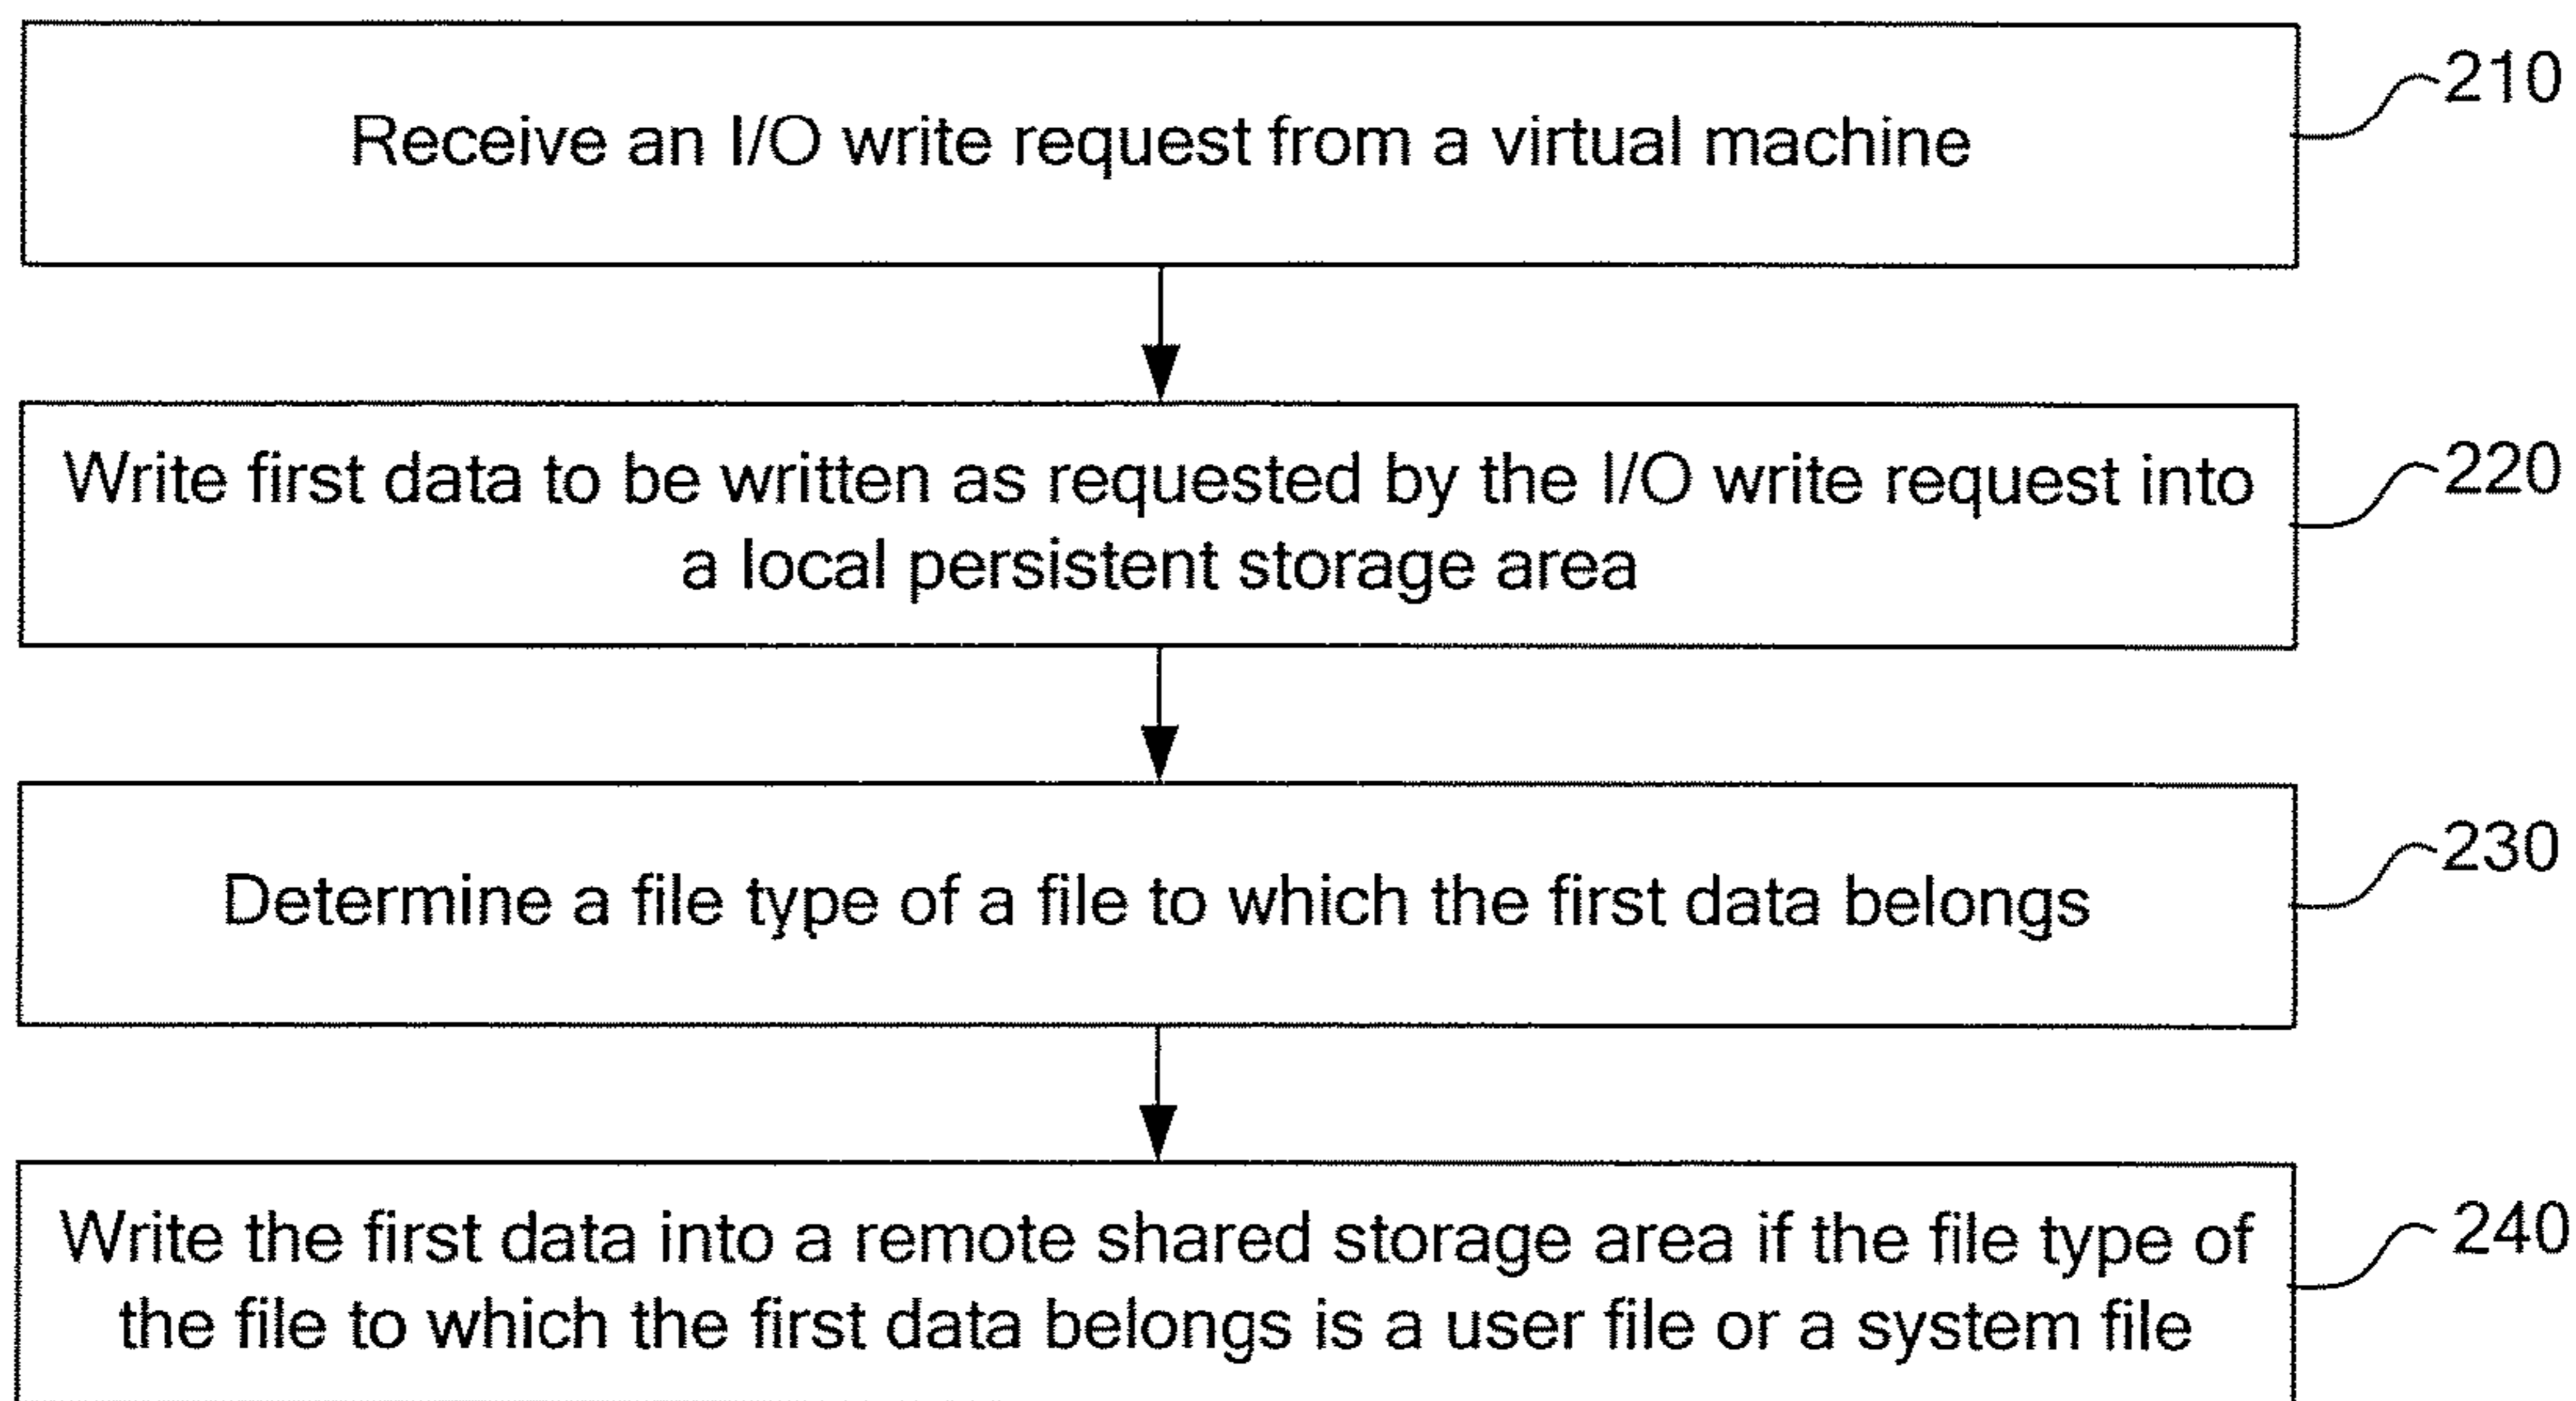 Receive an I/O write request from a virtual machine
210
Write first data to be written as requested by the I/O write request into
a local persistent storage area
220
Determine a file type of a file to which the first data belongs
230
Write the first data into a remote shared storage area if the file type of
the file to which the first data belongs is a user file or a system file
240